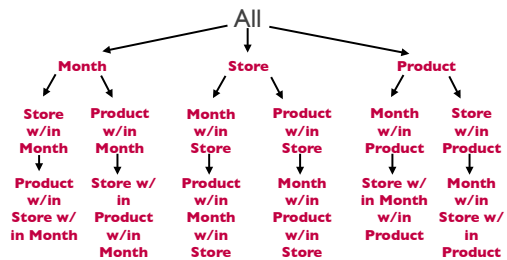 All
Month
Store
Product
Store
w/in
Month
Product
w/in
Month
Month
w/in
Store
Product
w/in
Store
Month
w/in
Product
Store
w/in
Product
Product
w/in
Store w/
in Month
Store w/
in
Product
w/in
Month
Product
w/in
Month
w/in
Store
Month
w/in
Product
w/in
Store
Store w/
in Month
w/in
Product
Month
w/in
Store w/
in
Product